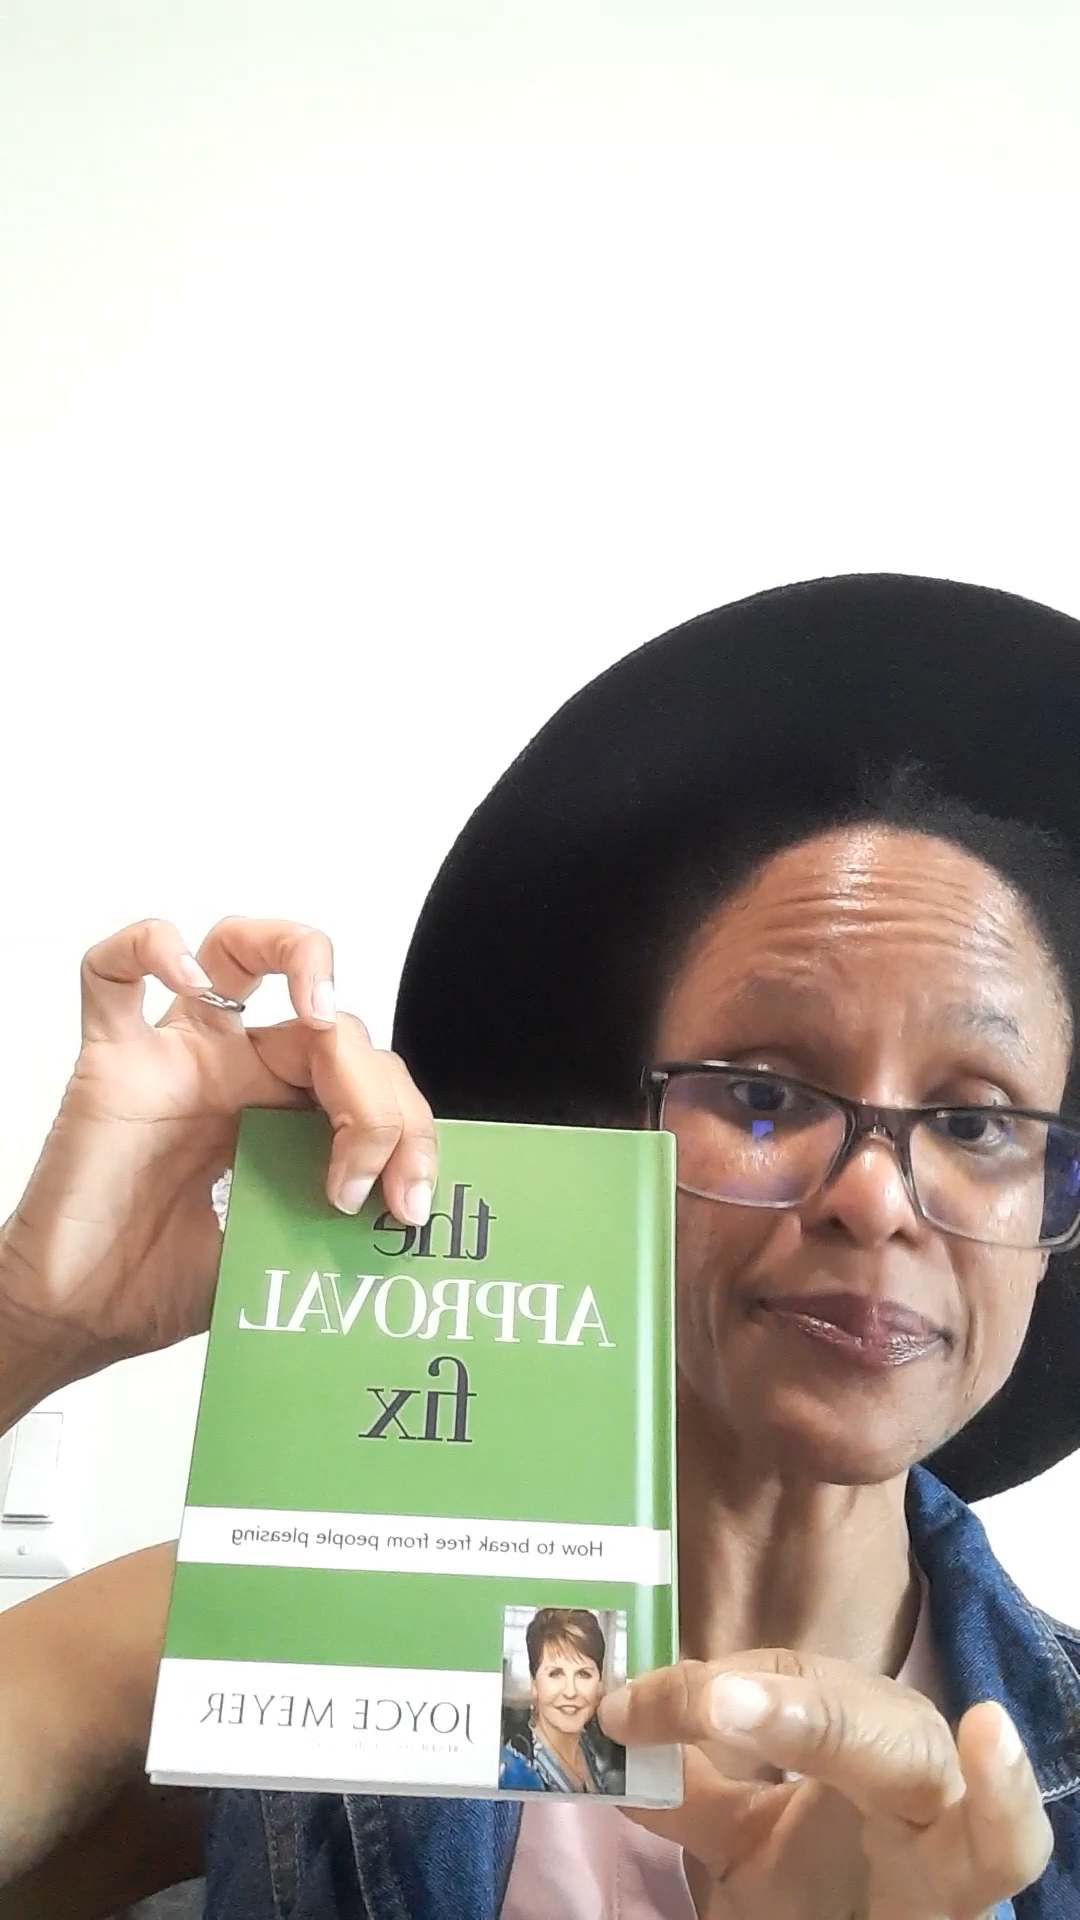 the
APPROVAL
fix
How to break free from people pleasing
JOYCE MEYER